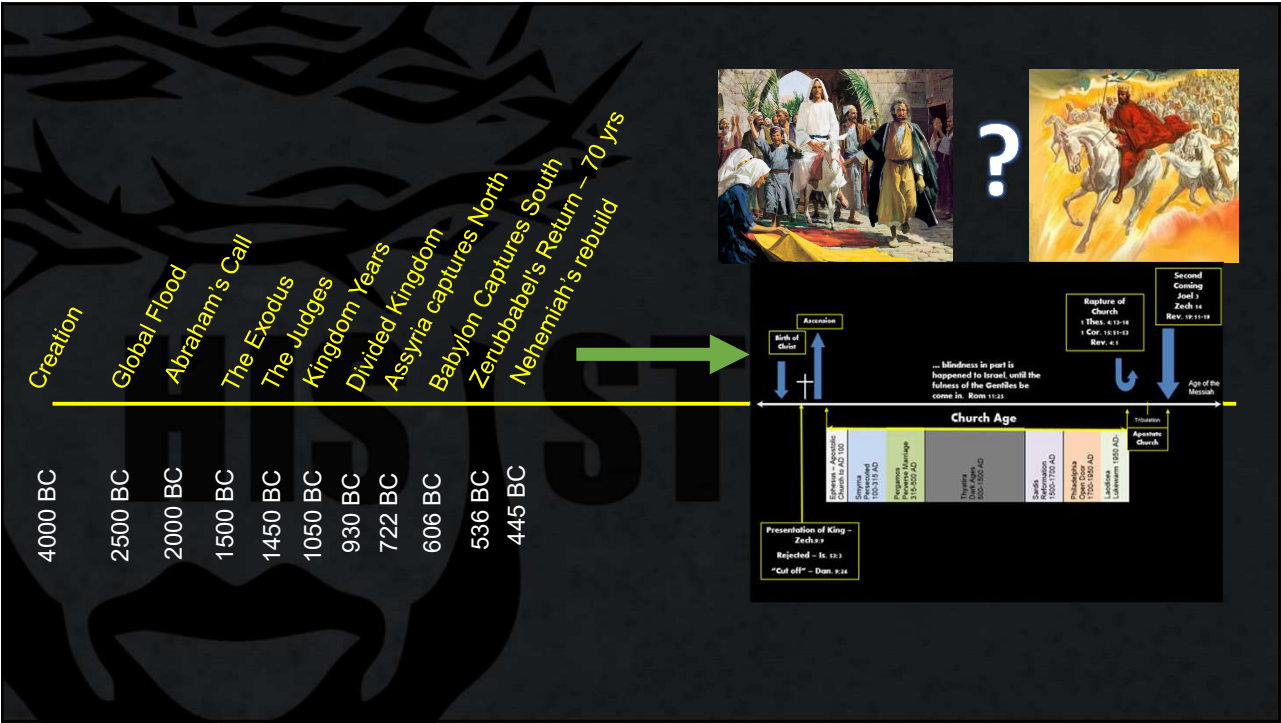 Creation
Global Flood
Abraham's Call
The Exodus
The Judges
Kingdom Years
Divided Kingdom
Assyria captures North
Babylon Captures South
Zerubbabel's Return – 70 yrs
Nehemiah's rebuild
4000 BC
2500 BC
2000 BC
1500 BC
1450 BC
1050 BC
930 BC
722 BC
606 BC
536 BC
445 BC
HIS ST
?
Birth of
Christ
Ascension
... blindness in part is
happened to Israel, until the
fulness of the Gentiles be
come in. Rom 11:25
Rapture of
Church
1 Thes. 4:13-18
1 Cor. 15:51-53
Rev. 4:1
Second
Coming
Joel 3
Zech 14
Rev. 19:11-19
Age of the
Messiah
Church Age
Tribulation
Apostate
Church
Ephesus – Apostolic
Church to AD 100
Smyrna
Persecuted
100-315 AD
Pergamos
Perverse Marriage
315-500 AD
Thyatira
Dark Ages
500-1500 AD
Sardis
Reformation
1500-1700 AD
Philadelphia
Open Door
1700-1950 AD
Laodicea
Lukewarm 1950 AD-
Presentation of King –
Zech.9:9
Rejected – Is. 53:3
"Cut off" – Dan. 9:26